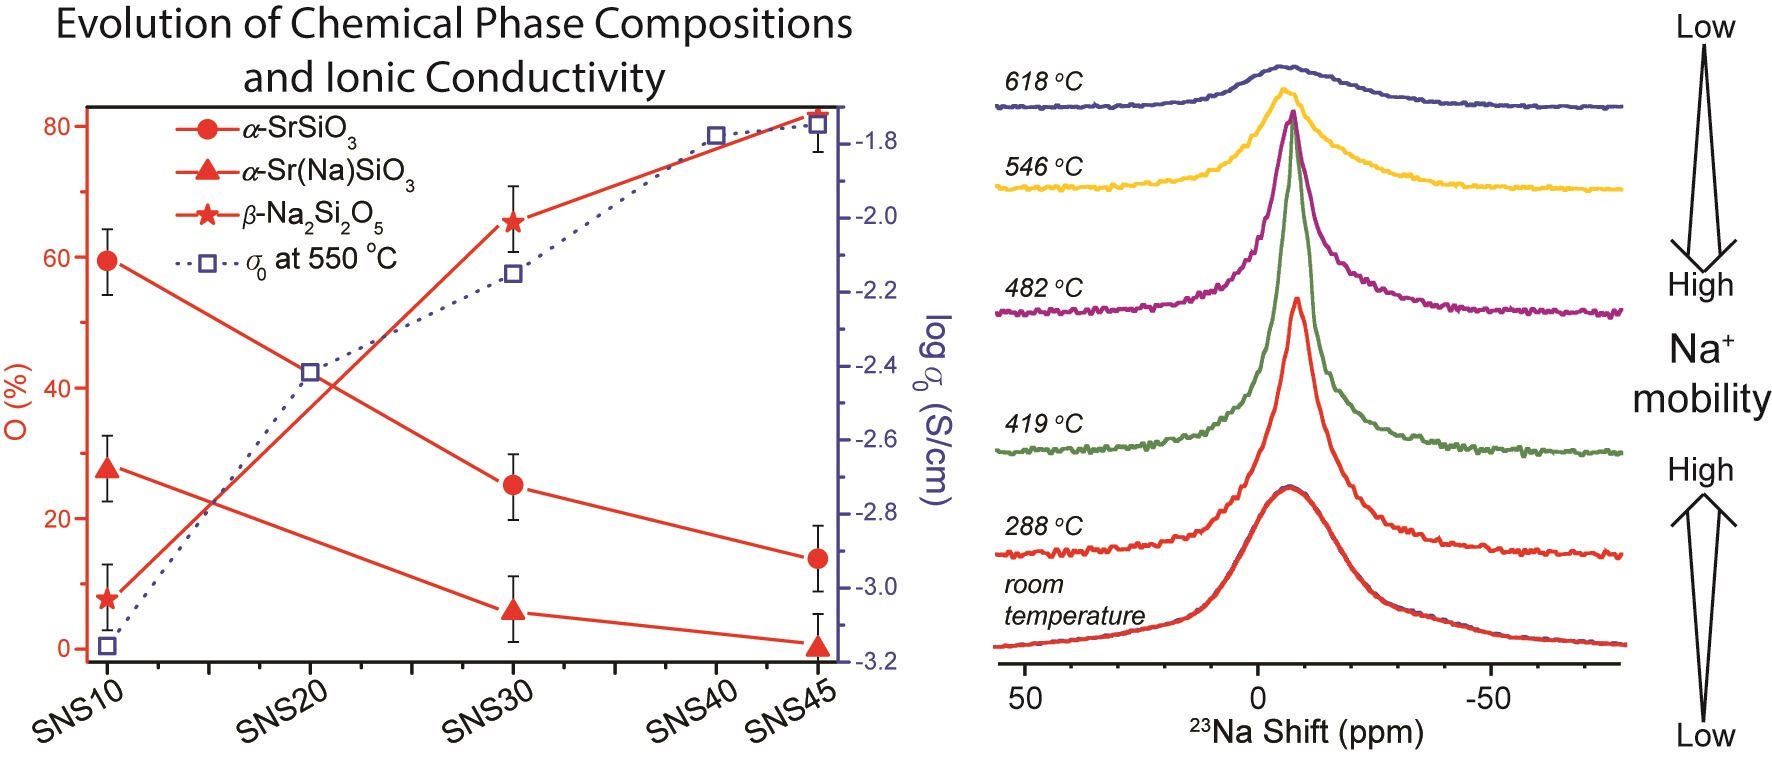 Evolution of Chemical Phase Compositions
and Ionic Conductivity
α-SrSiO3
α-Sr(Na)SiO3
β-Na2Si2O5
σ0 at 550 °C
80
60
40
20
0
O (%)
-1.8
-2.0
-2.2
-2.4
-2.6
-2.8
-3.0
-3.2
log σ0 (S/cm)
SNS10
SNS20
SNS30
SNS40
SNS45
618 °C
546 °C
482 °C
419 °C
288 °C
room
temperature
50
0
-50
23Na Shift (ppm)
Low
High
Na+
mobility
High
Low